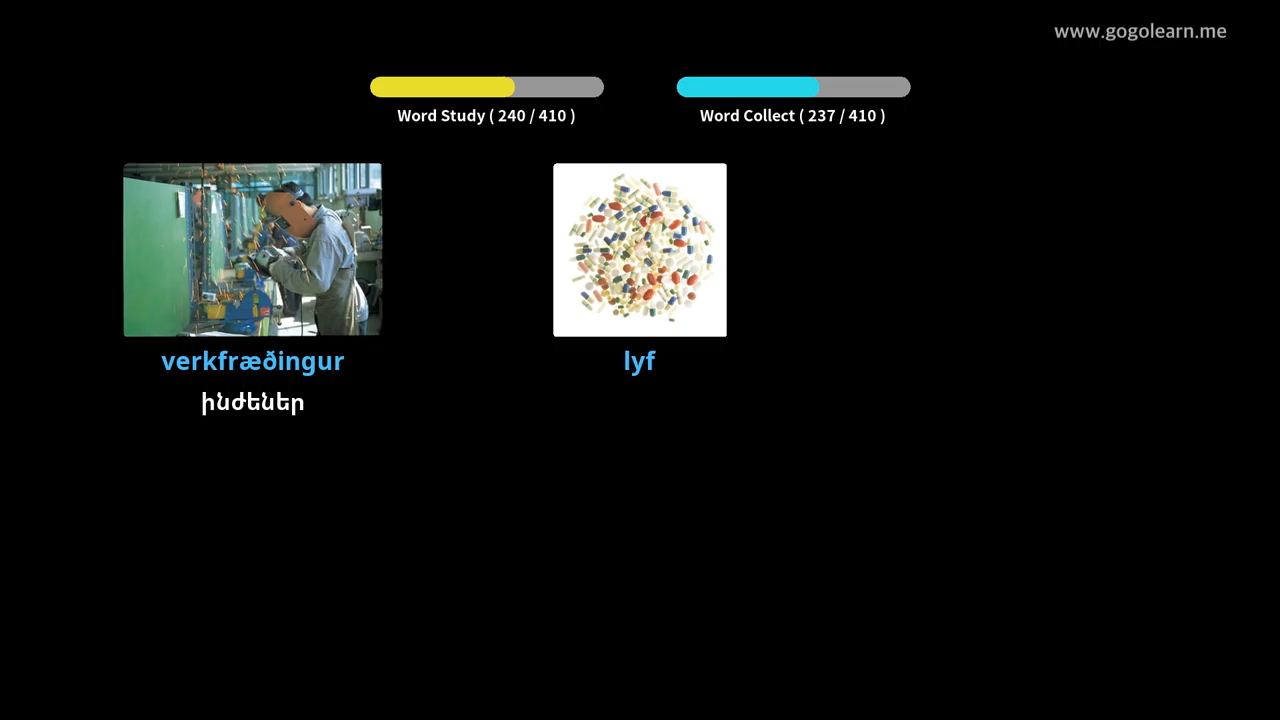 www.gogolearn.me
Word Study ( 240 / 410 )
Word Collect ( 237 / 410 )
verkfræðingur
ինժեներ
lyf